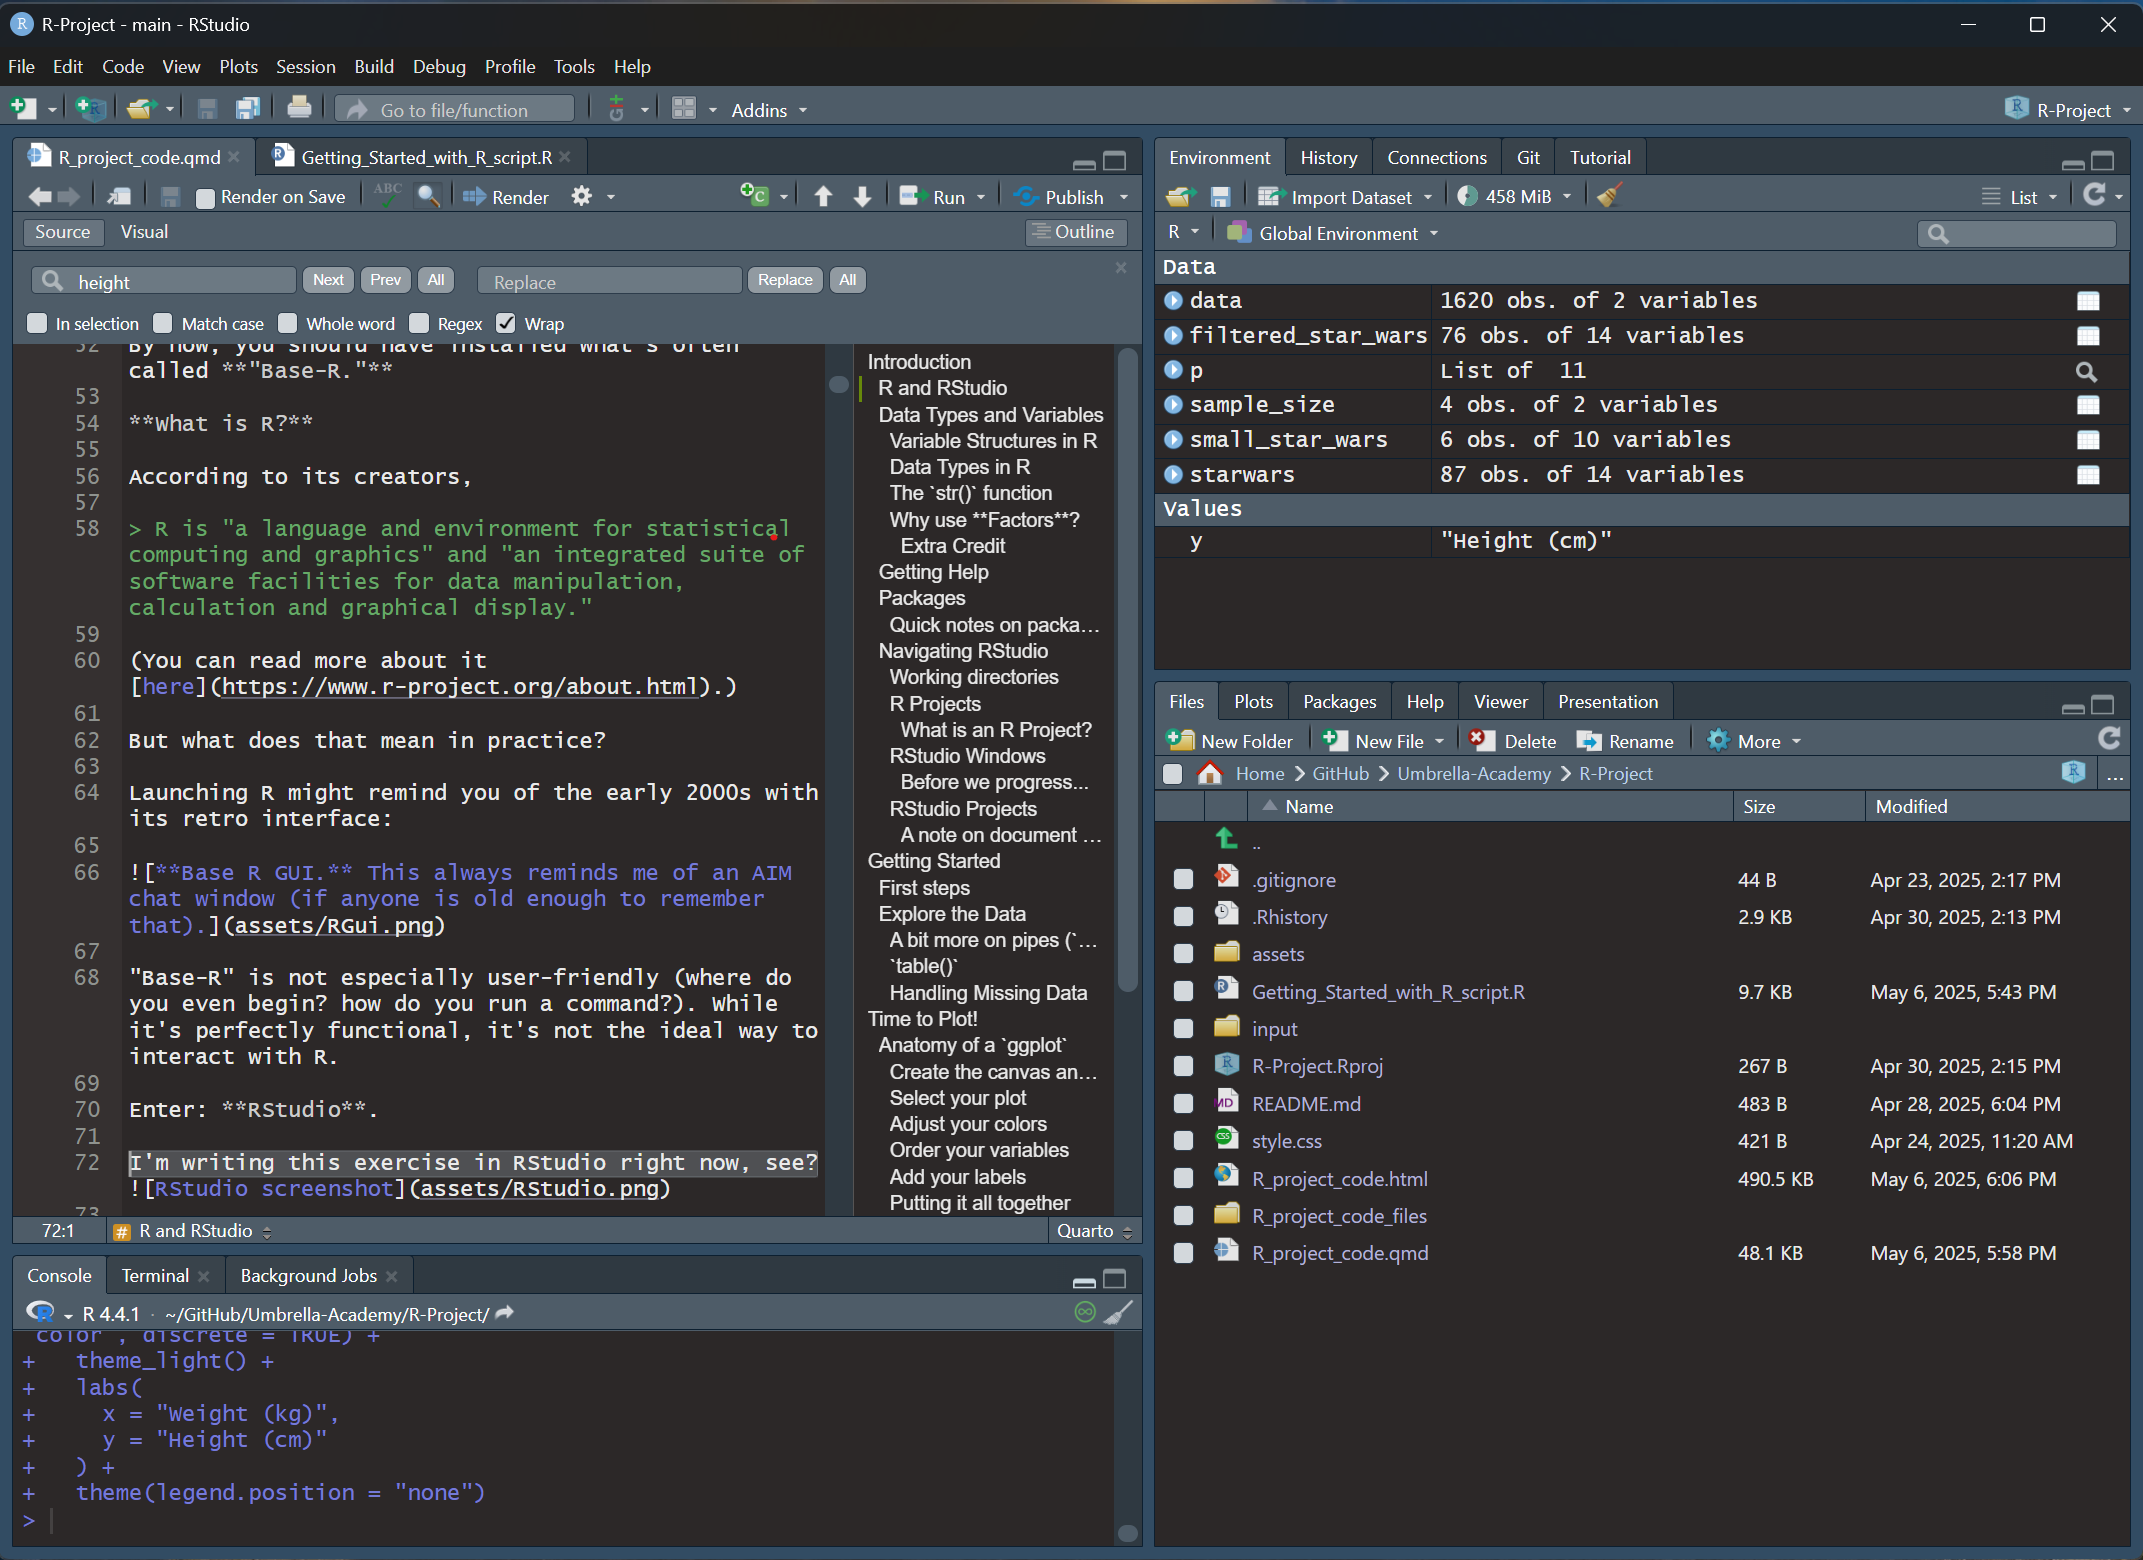 R-Project - main - RStudio
File Edit Code View Plots Session Build Debug Profile Tools Help
Go to file/function Addins R-Project
R_project_code.qmd Getting_Started_with_R_script.R
Render on Save ABC Render Run Publish
Source Visual Outline
height Next Prev All Replace Replace All
In selection Match case Whole word Regex Wrap
52 By now, you should have installed what's often
called **"Base-R."**
53
54 **What is R?**
55
56 According to its creators,
57
58 > R is "a language and environment for statistical
computing and graphics" and "an integrated suite of
software facilities for data manipulation,
calculation and graphical display."
59
60 (You can read more about it
[here](https://www.r-project.org/about.html).)
61
62 But what does that mean in practice?
63
64 Launching R might remind you of the early 2000s with
its retro interface:
65
66 ![**Base R GUI.** This always reminds me of an AIM
chat window (if anyone is old enough to remember
that).](assets/RGui.png)
67
68 "Base-R" is not especially user-friendly (where do
you even begin? how do you run a command?). While
it's perfectly functional, it's not the ideal way to
interact with R.
69
70 Enter: **RStudio**.
71
72 I'm writing this exercise in RStudio right now, see?
![RStudio screenshot](assets/RStudio.png)
73
Introduction
R and RStudio
Data Types and Variables
Variable Structures in R
Data Types in R
The `str()` function
Why use **Factors**?
Extra Credit
Getting Help
Packages
Quick notes on packa...
Navigating RStudio
Working directories
R Projects
What is an R Project?
RStudio Windows
Before we progress...
RStudio Projects
A note on document ...
Getting Started
First steps
Explore the Data
A bit more on pipes (`...
`table()`
Handling Missing Data
Time to Plot!
Anatomy of a `ggplot`
Create the canvas an...
Select your plot
Adjust your colors
Order your variables
Add your labels
Putting it all together
72:1 # R and RStudio Quarto
Console Terminal Background Jobs
R 4.4.1 · ~/GitHub/Umbrella-Academy/R-Project/
color", discrete = TRUE) +
+ theme_light() +
+ labs(
+ x = "Weight (kg)",
+ y = "Height (cm)"
+ ) +
+ theme(legend.position = "none")
>
Environment History Connections Git Tutorial
Import Dataset 458 MiB List
R Global Environment
Data
data 1620 obs. of 2 variables
filtered_star_wars 76 obs. of 14 variables
p List of 11
sample_size 4 obs. of 2 variables
small_star_wars 6 obs. of 10 variables
starwars 87 obs. of 14 variables
Values
y "Height (cm)"
Files Plots Packages Help Viewer Presentation
New Folder New File Delete Rename More
Home GitHub Umbrella-Academy R-Project ...
Name Size Modified
..
.gitignore 44 B Apr 23, 2025, 2:17 PM
.Rhistory 2.9 KB Apr 30, 2025, 2:13 PM
assets
Getting_Started_with_R_script.R 9.7 KB May 6, 2025, 5:43 PM
input
R-Project.Rproj 267 B Apr 30, 2025, 2:15 PM
README.md 483 B Apr 28, 2025, 6:04 PM
style.css 421 B Apr 24, 2025, 11:20 AM
R_project_code.html 490.5 KB May 6, 2025, 6:06 PM
R_project_code_files
R_project_code.qmd 48.1 KB May 6, 2025, 5:58 PM